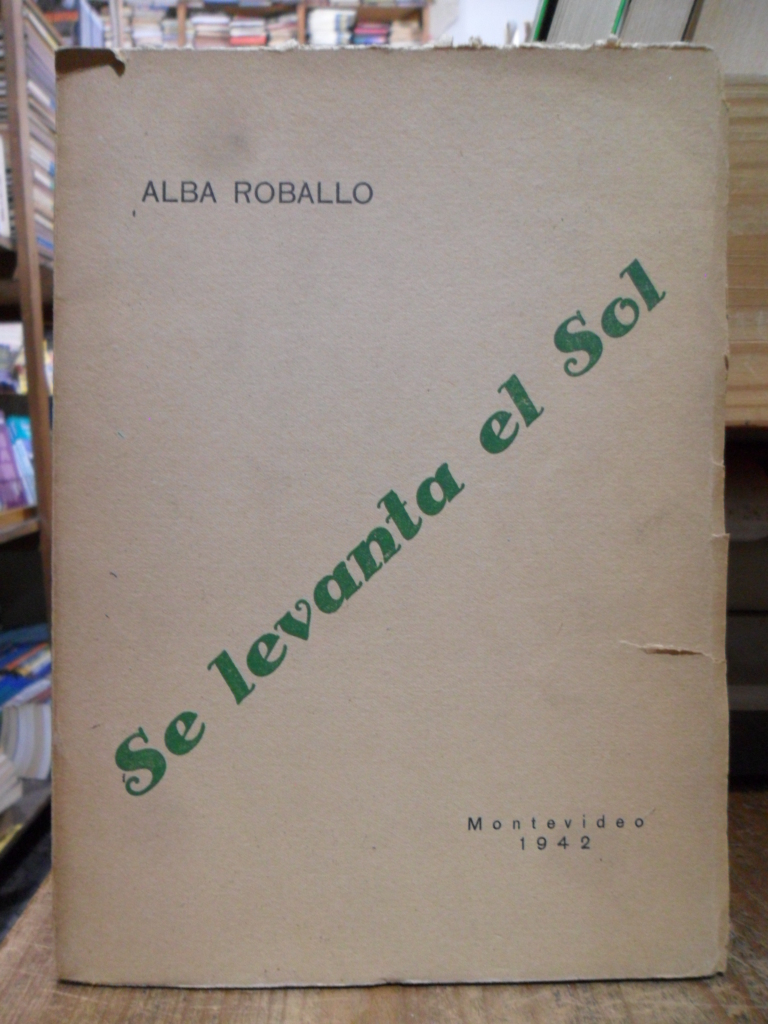 ALBA ROBALLO
Se levanta el Sol
Montevideo
1942